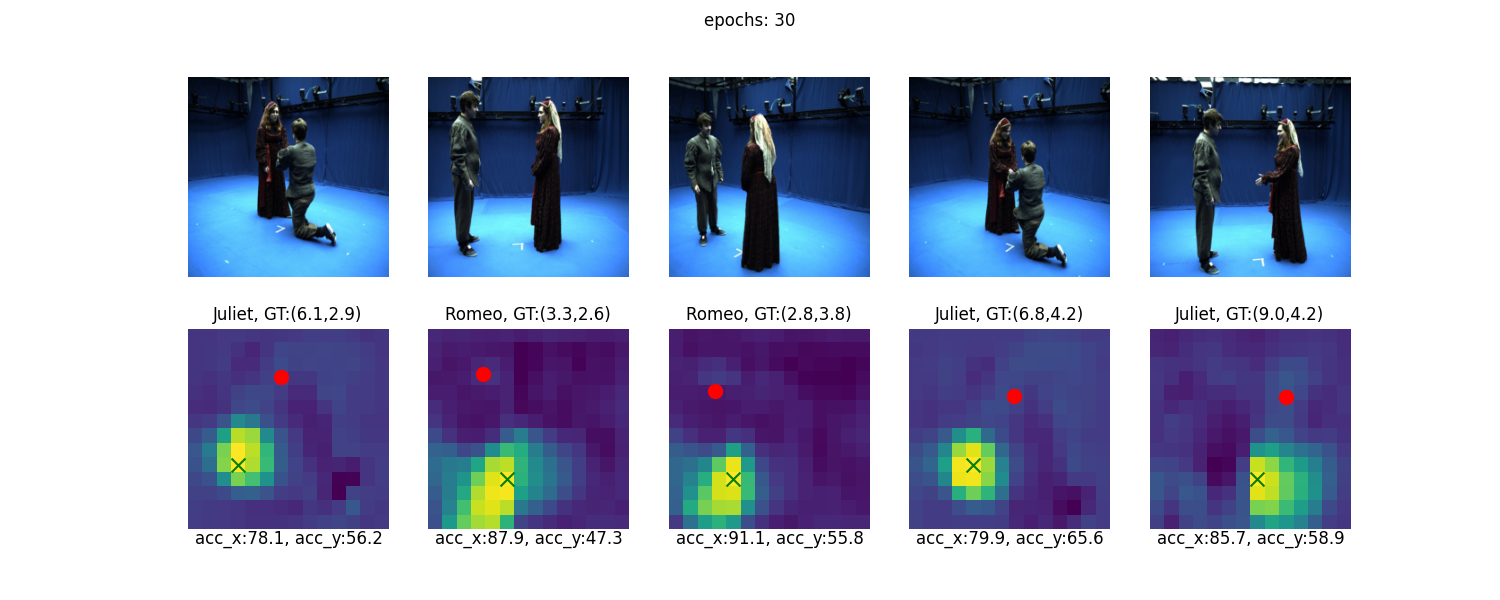 epochs: 30
Juliet, GT:(6.1,2.9)
Romeo, GT:(3.3,2.6)
Romeo, GT:(2.8,3.8)
Juliet, GT:(6.8,4.2)
Juliet, GT:(9.0,4.2)
acc_x:78.1, acc_y:56.2
acc_x:87.9, acc_y:47.3
acc_x:91.1, acc_y:55.8
acc_x:79.9, acc_y:65.6
acc_x:85.7, acc_y:58.9